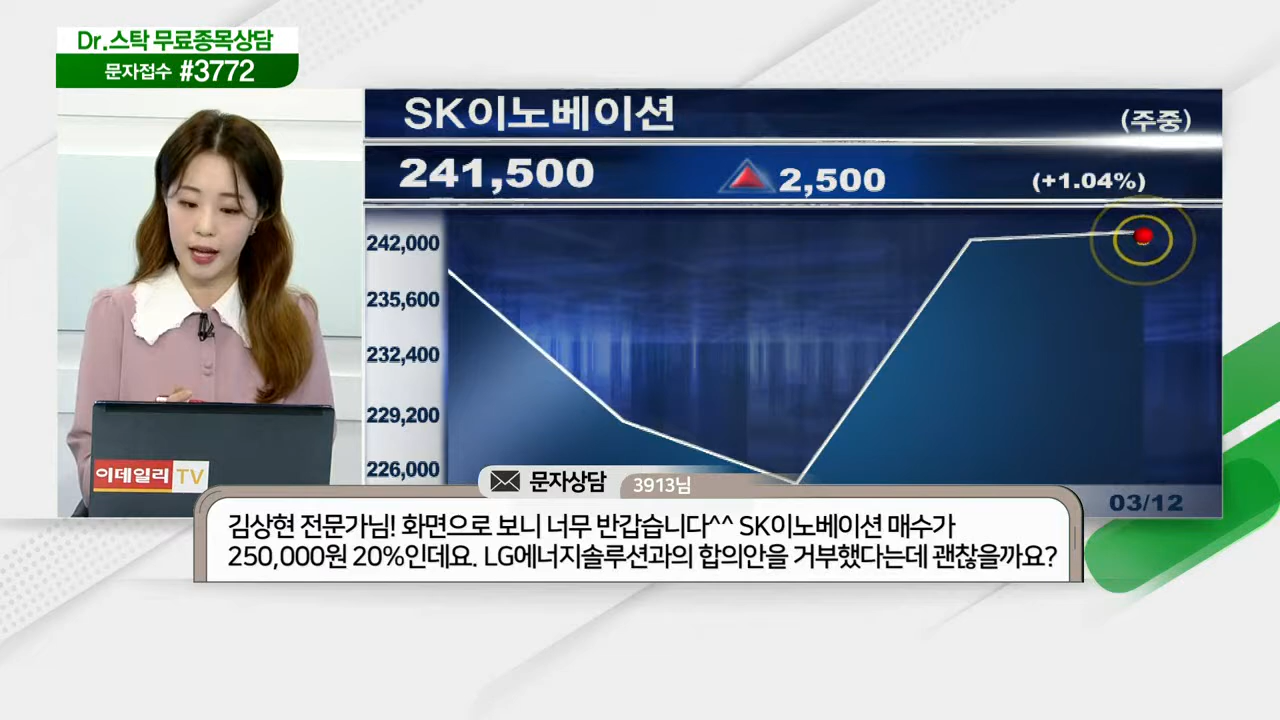 Dr.스탁 무료종목상담
문자접수 #3772
SK이노베이션
(주중)
241,500
2,500
(+1.04%)
242,000
235,600
232,400
229,200
226,000
03/12
이데일리 TV
문자상담
3913님
김상현 전문가님! 화면으로 보니 너무 반갑습니다^^ SK이노베이션 매수가
250,000원 20%인데요. LG에너지솔루션과의 합의안을 거부했다는데 괜찮을까요?